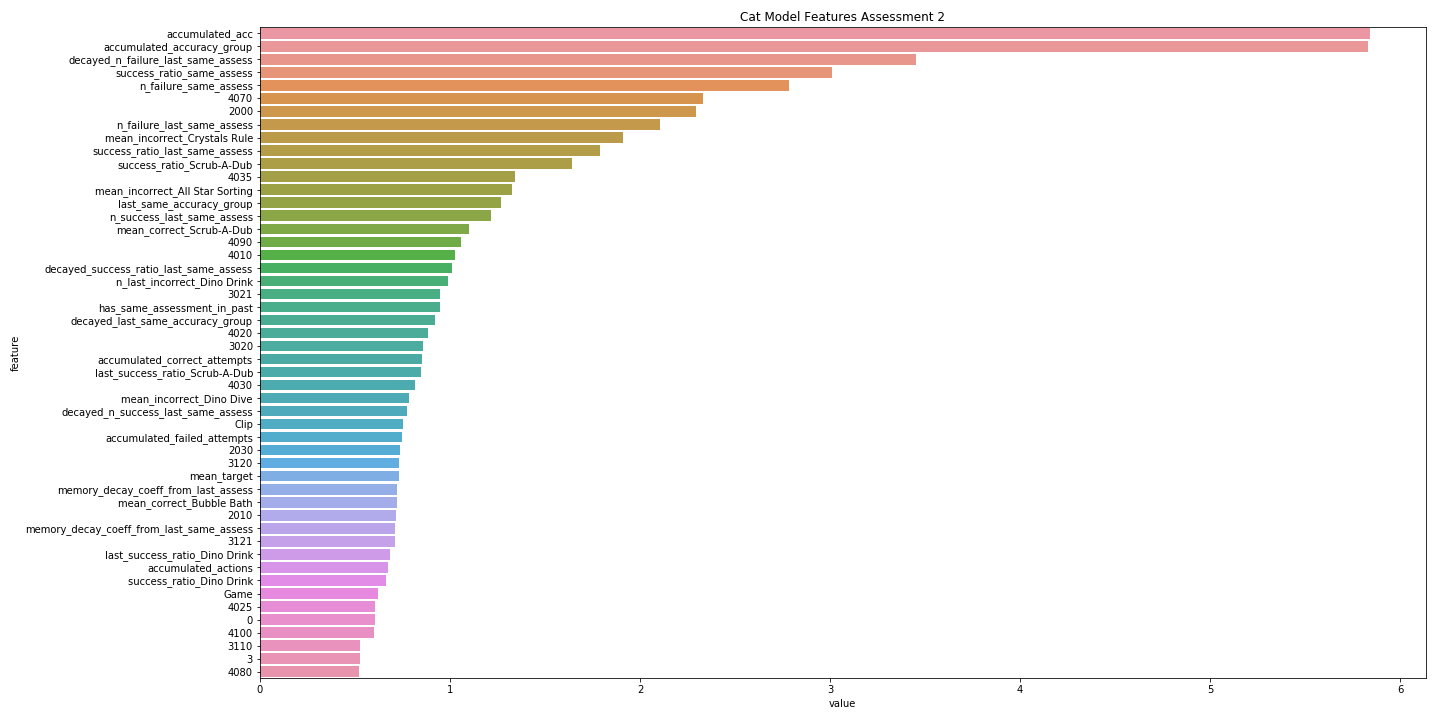 Cat Model Features Assessment 2
accumulated_acc
accumulated_accuracy_group
decayed_n_failure_last_same_assess
success_ratio_same_assess
n_failure_same_assess
4070
2000
n_failure_last_same_assess
mean_incorrect_Crystals Rule
success_ratio_last_same_assess
success_ratio_Scrub-A-Dub
4035
mean_incorrect_All Star Sorting
last_same_accuracy_group
n_success_last_same_assess
mean_correct_Scrub-A-Dub
4090
4010
decayed_success_ratio_last_same_assess
n_last_incorrect_Dino Drink
3021
has_same_assessment_in_past
decayed_last_same_accuracy_group
4020
3020
accumulated_correct_attempts
last_success_ratio_Scrub-A-Dub
4030
mean_incorrect_Dino Dive
decayed_n_success_last_same_assess
Clip
accumulated_failed_attempts
2030
3120
mean_target
memory_decay_coeff_from_last_assess
mean_correct_Bubble Bath
2010
memory_decay_coeff_from_last_same_assess
3121
last_success_ratio_Dino Drink
accumulated_actions
success_ratio_Dino Drink
Game
4025
0
4100
3110
3
4080
feature
0 1 2 3 4 5 6
value